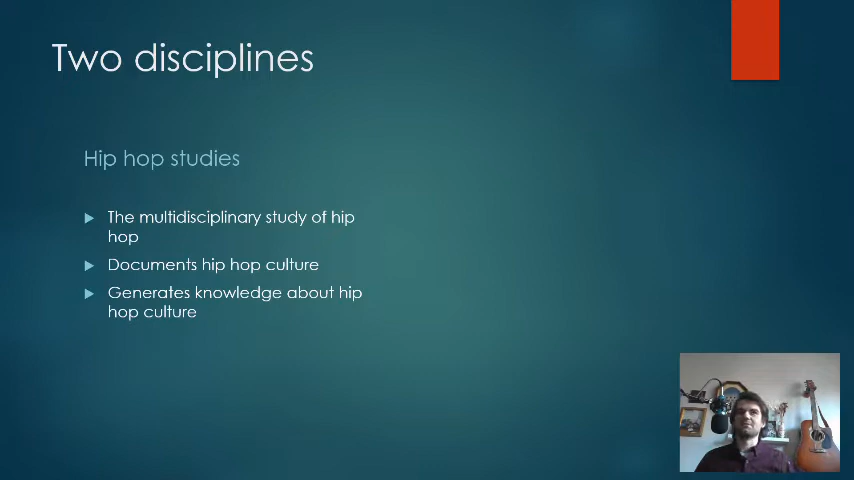 Two disciplines
Hip hop studies
The multidisciplinary study of hip
hop
Documents hip hop culture
Generates knowledge about hip
hop culture